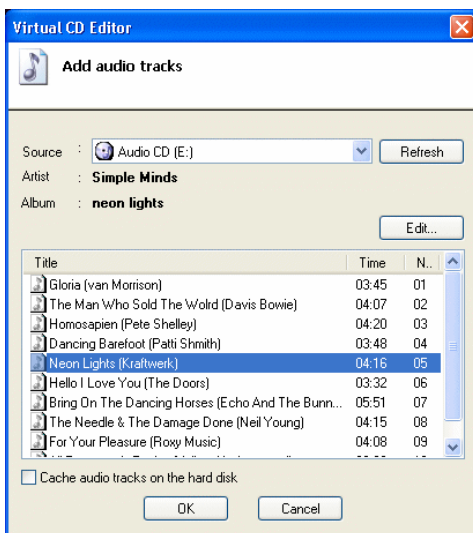 Virtual CD Editor
Add audio tracks
Source : Audio CD (E:) Refresh
Artist : Simple Minds
Album : neon lights
Edit...
Title Time N..
Gloria (van Morrison) 03:45 01
The Man Who Sold The Wolrd (Davis Bowie) 04:07 02
Homosapien (Pete Shelley) 04:20 03
Dancing Barefoot (Patti Shmith) 03:48 04
Neon Lights (Kraftwerk) 04:16 05
Hello I Love You (The Doors) 03:32 06
Bring On The Dancing Horses (Echo And The Bunn... 05:51 07
The Needle & The Damage Done (Neil Young) 04:15 08
For Your Pleasure (Roxy Music) 04:08 09
Cache audio tracks on the hard disk
OK Cancel